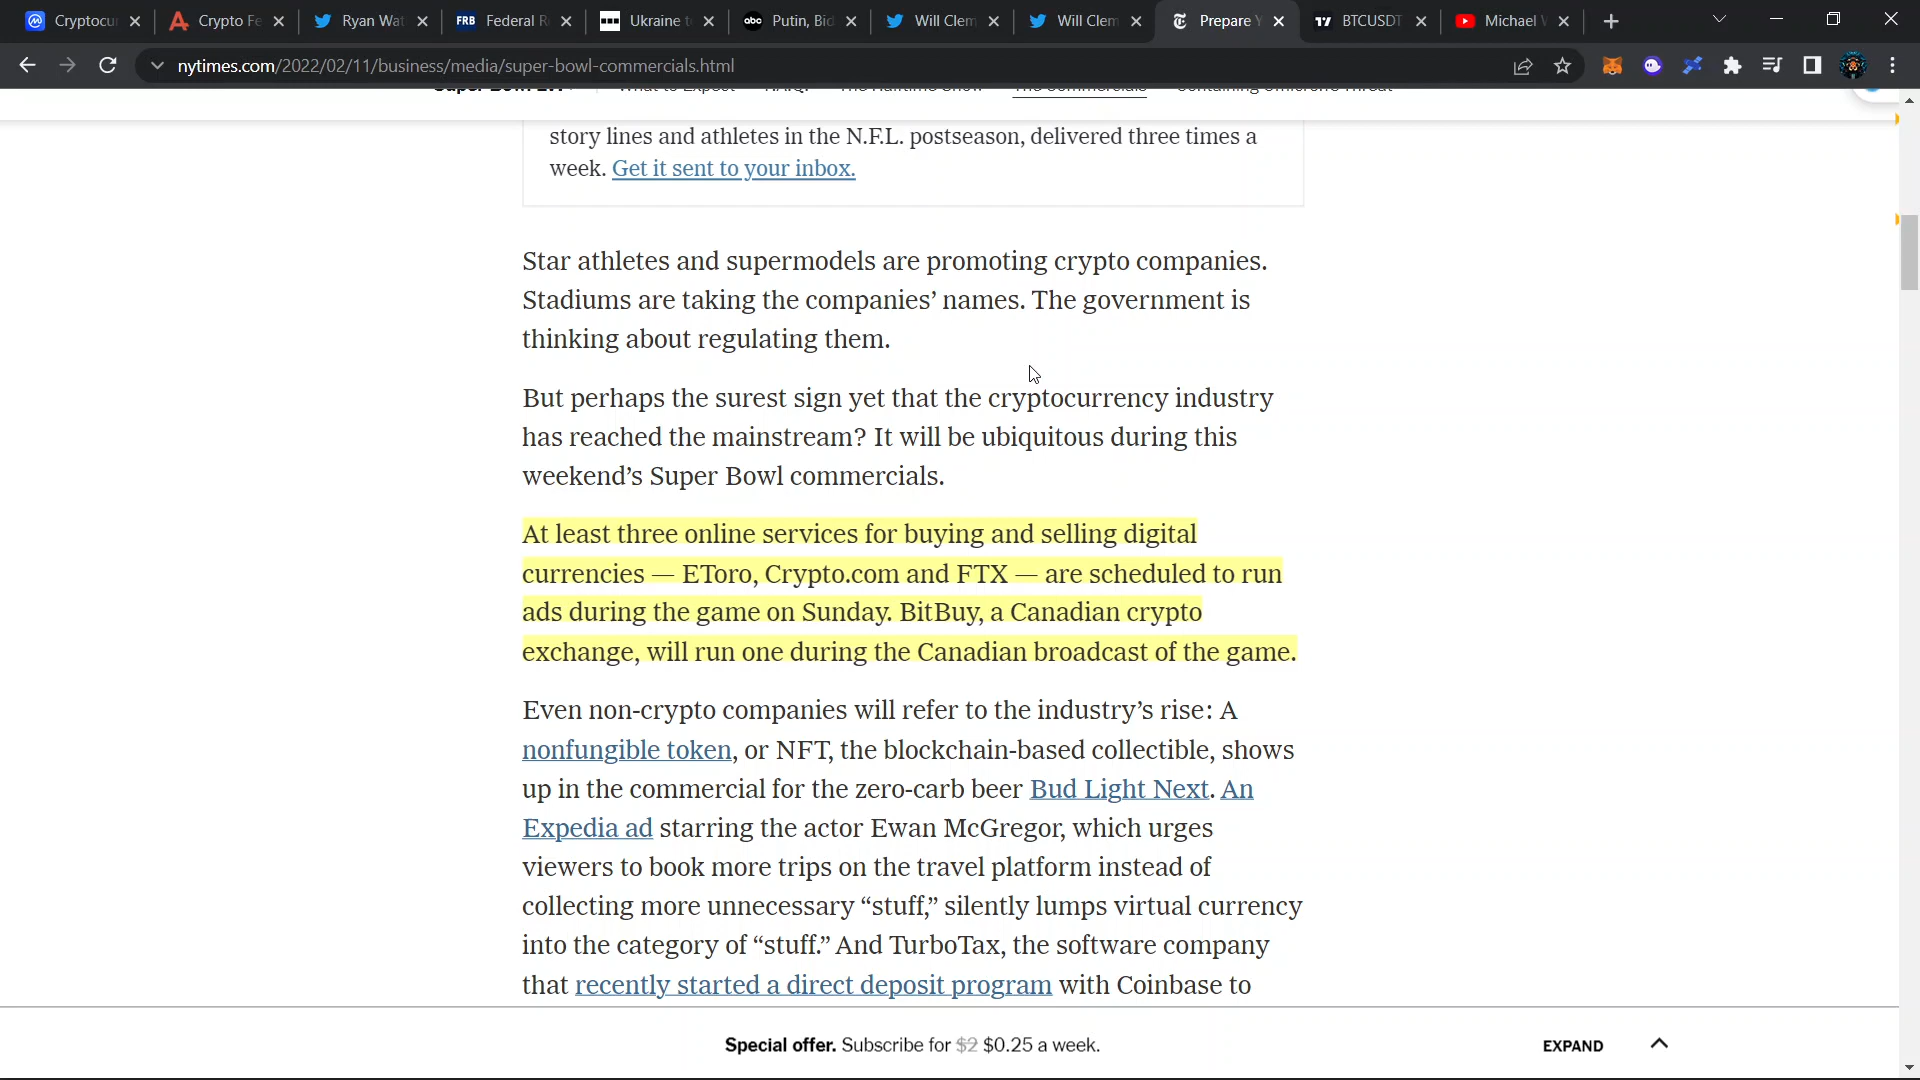 Cryptocu
Crypto Fe
Ryan Wat
FRB
Federal R
Ukraine t
abc
Putin, Bid
Will Clem
Will Clem
Prepare Y
BTCUSDT
Michael
nytimes.com/2022/02/11/business/media/super-bowl-commercials.html
story lines and athletes in the N.F.L. postseason, delivered three times a
week. Get it sent to your inbox.
Star athletes and supermodels are promoting crypto companies.
Stadiums are taking the companies’ names. The government is
thinking about regulating them.
But perhaps the surest sign yet that the cryptocurrency industry
has reached the mainstream? It will be ubiquitous during this
weekend’s Super Bowl commercials.
At least three online services for buying and selling digital
currencies — EToro, Crypto.com and FTX — are scheduled to run
ads during the game on Sunday. BitBuy, a Canadian crypto
exchange, will run one during the Canadian broadcast of the game.
Even non-crypto companies will refer to the industry’s rise: A
nonfungible token, or NFT, the blockchain-based collectible, shows
up in the commercial for the zero-carb beer Bud Light Next. An
Expedia ad starring the actor Ewan McGregor, which urges
viewers to book more trips on the travel platform instead of
collecting more unnecessary “stuff,” silently lumps virtual currency
into the category of “stuff.” And TurboTax, the software company
that recently started a direct deposit program with Coinbase to
Special offer. Subscribe for $2 $0.25 a week.
EXPAND